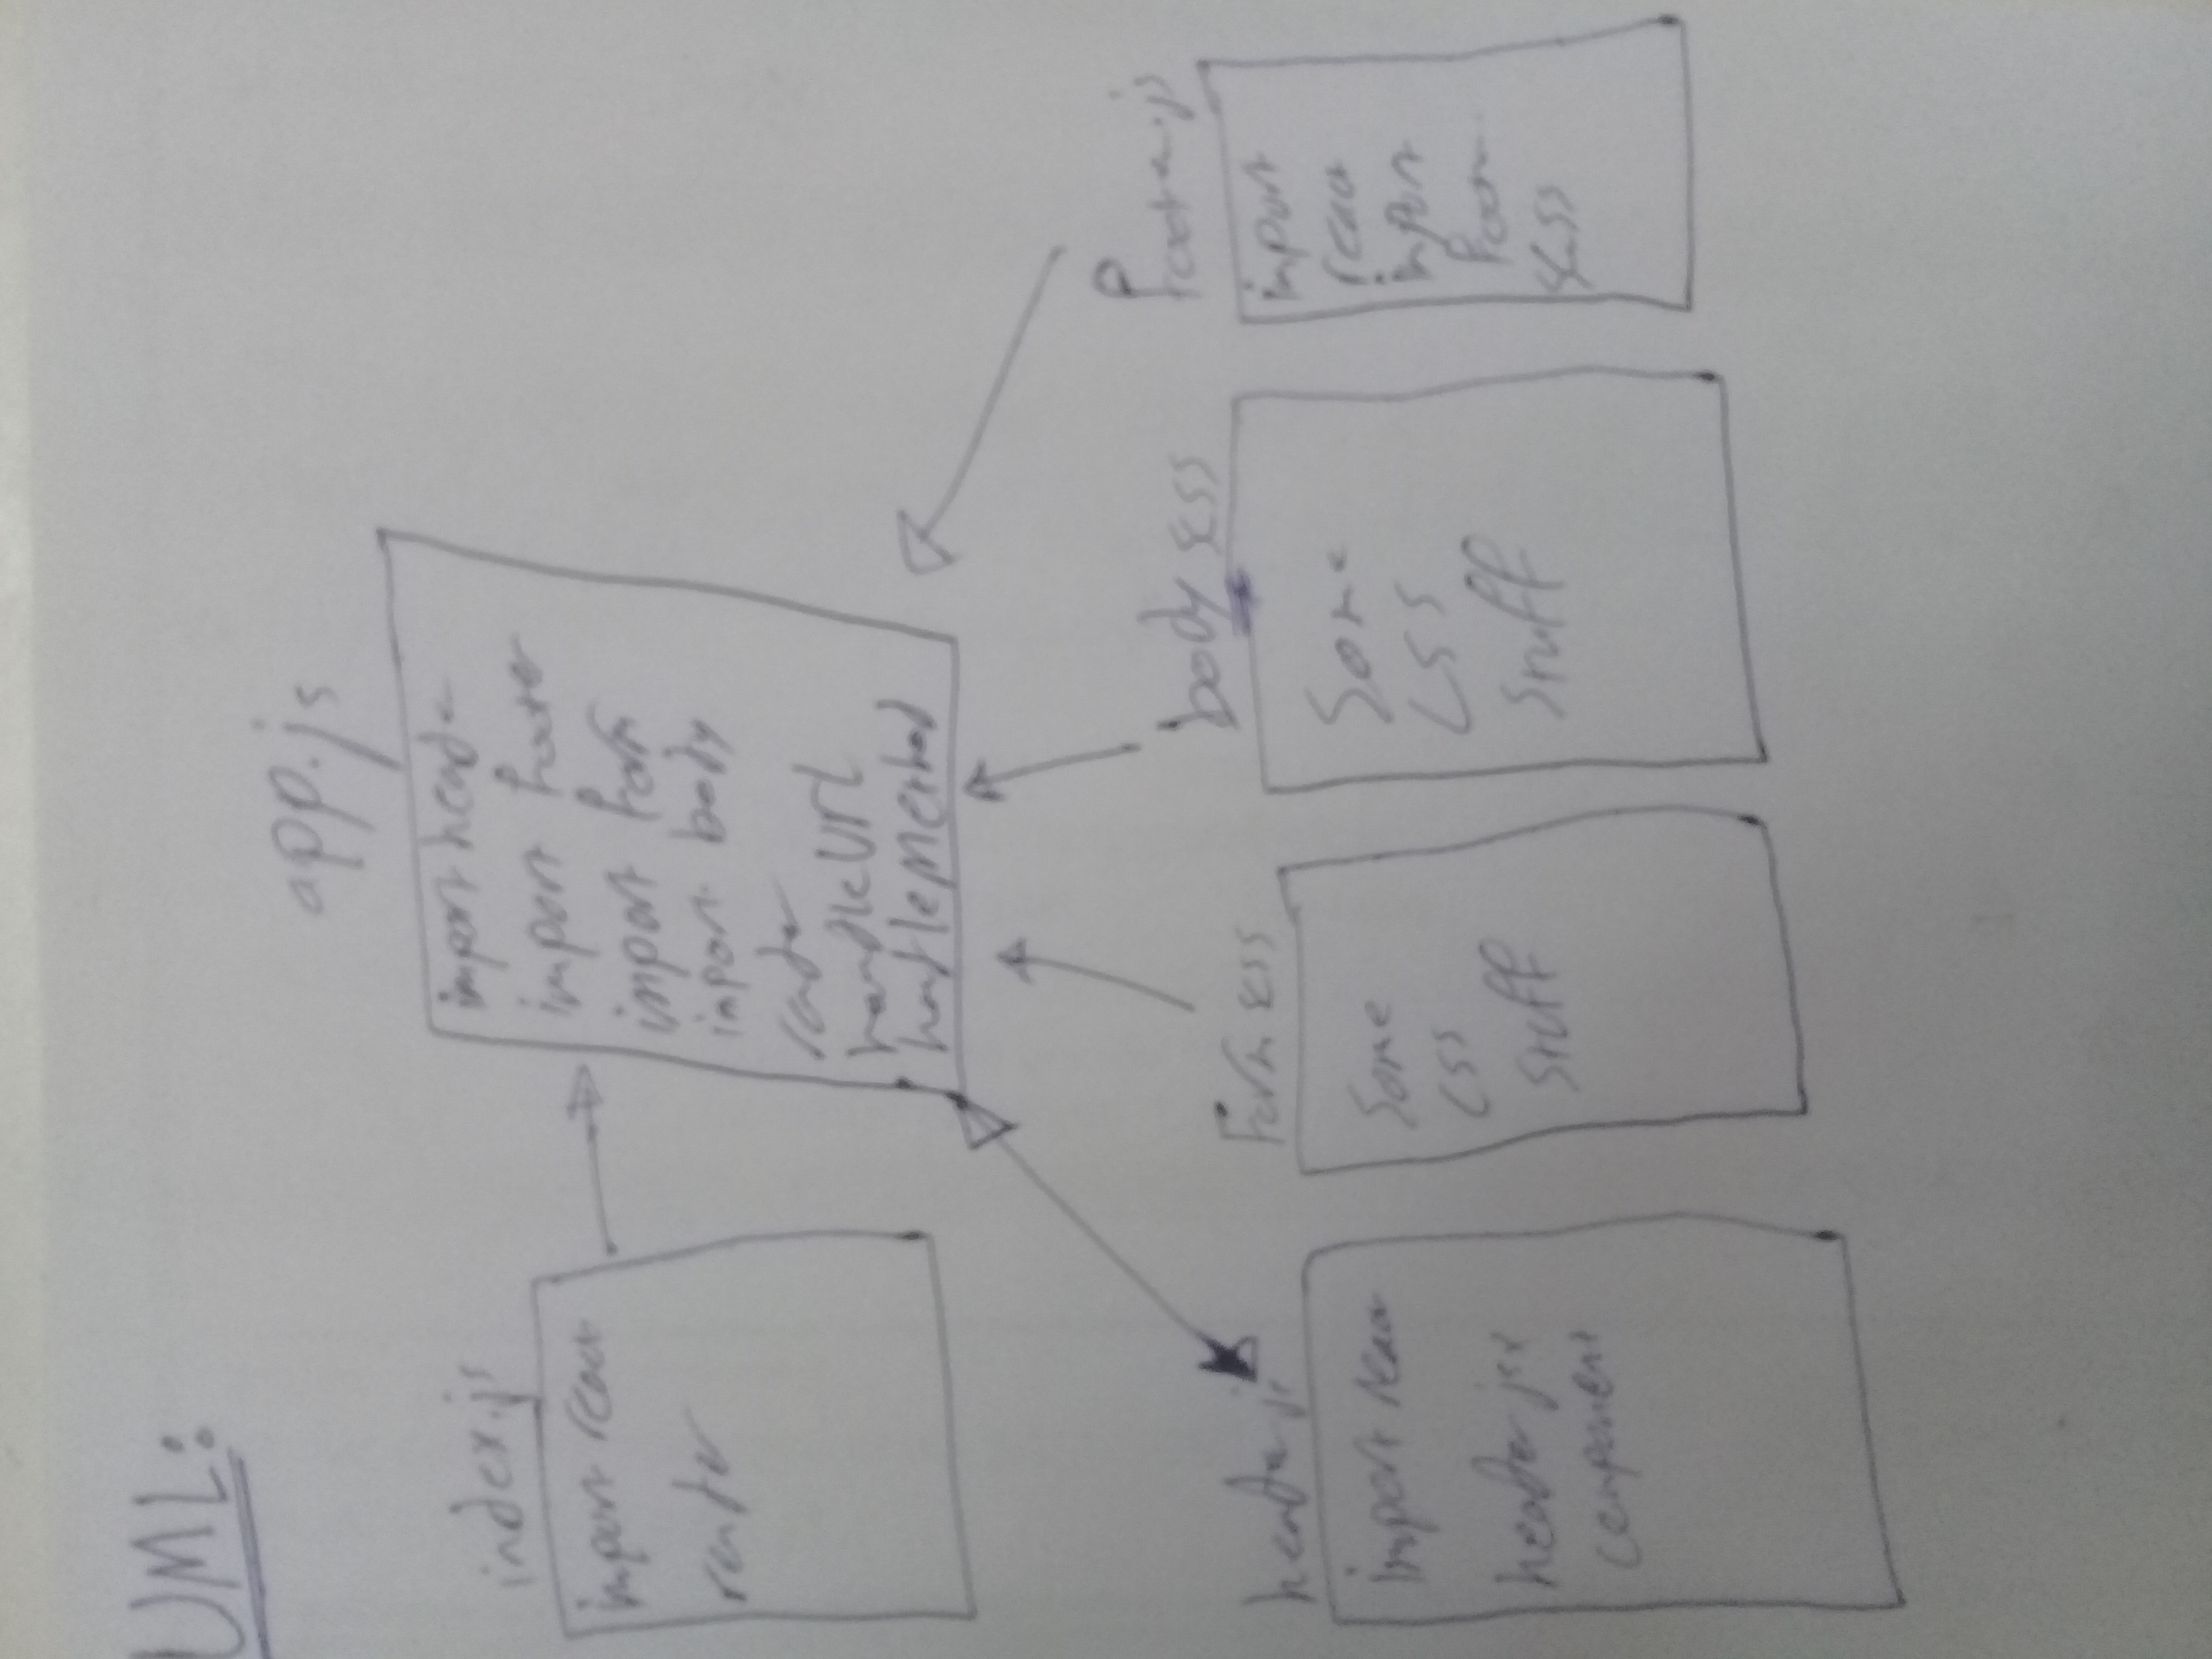 UML:
app.js
import header
import footer
import form
import body
render
handleUrl
handleMethod
index.js
import react
render
header.js
import react
header jsx
component
Form scss
Some
css
stuff
body scss
Some
CSS
Stuff
footer.js
import
react
import
footer
scss